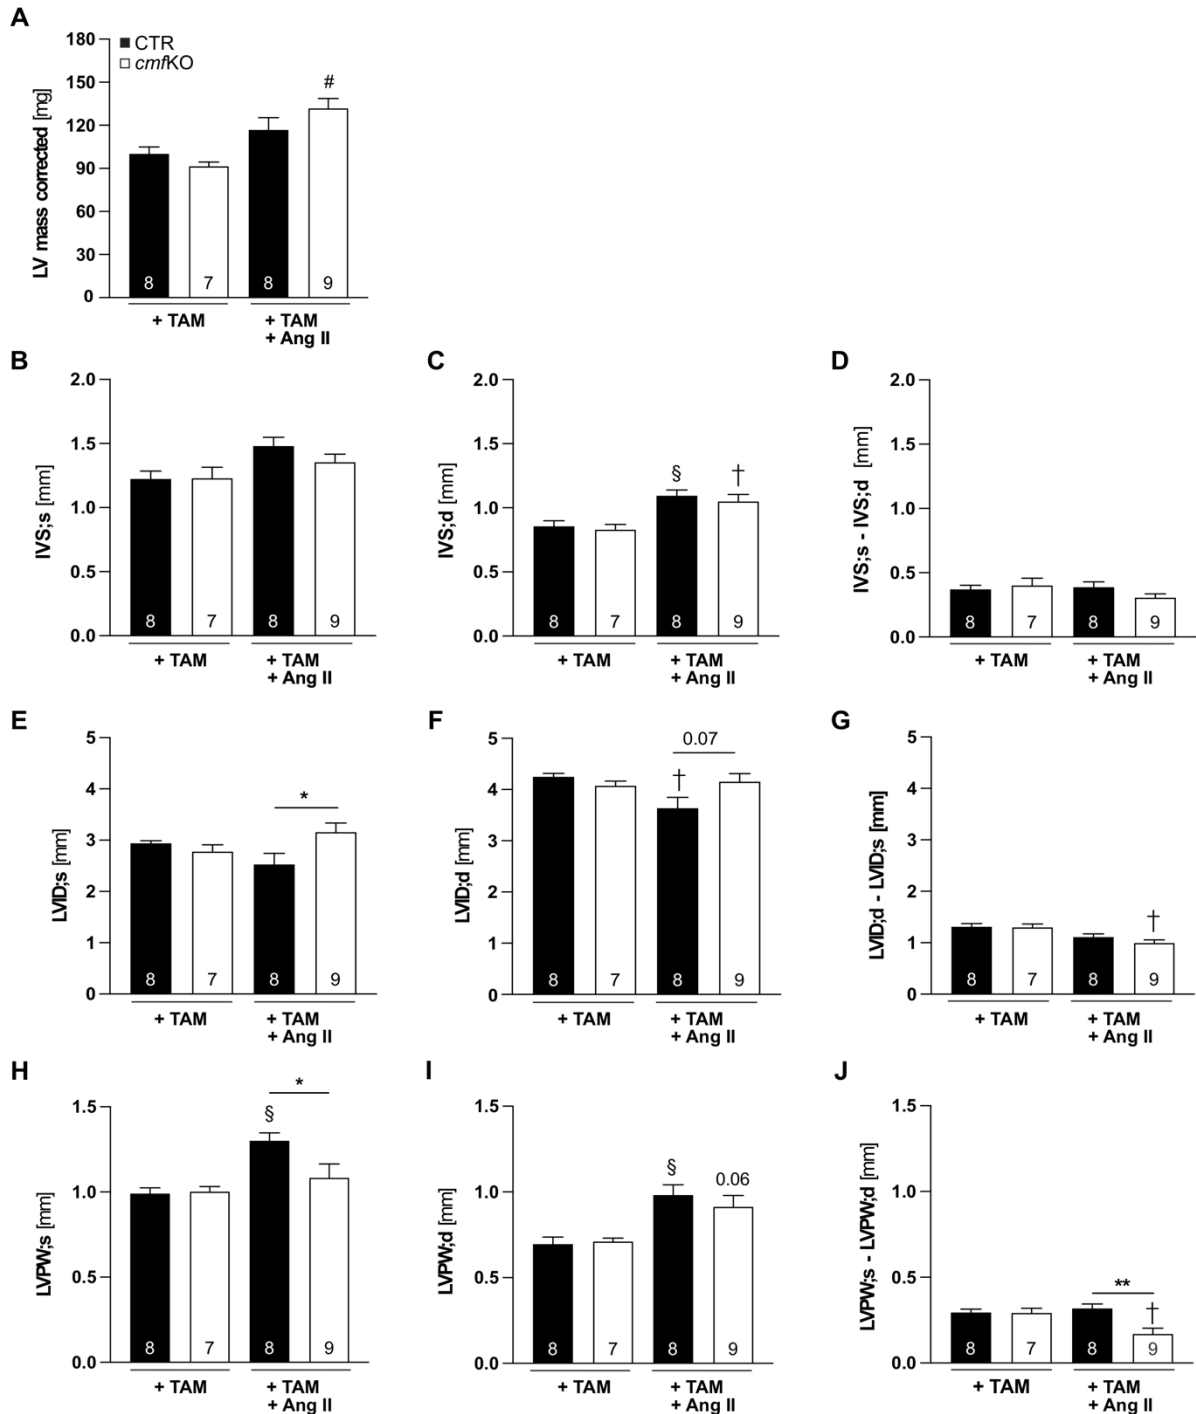 A
180
150
120
90
60
30
0
LV mass corrected [mg]
CTR
cmfKO
#
8 7 8 9
+ TAM + TAM
+ Ang II
B
2.0
1.5
1.0
0.5
0.0
IVS;s [mm]
8 7 8 9
+ TAM + TAM
+ Ang II
C
2.0
1.5
1.0
0.5
0.0
IVS;d [mm]
§ †
8 7 8 9
+ TAM + TAM
+ Ang II
D
2.0
1.5
1.0
0.5
0.0
IVS;s - IVS;d [mm]
8 7 8 9
+ TAM + TAM
+ Ang II
E
5
4
3
2
1
0
LVID;s [mm]
*
8 7 8 9
+ TAM + TAM
+ Ang II
F
5
4
3
2
1
0
LVID;d [mm]
0.07
†
8 7 8 9
+ TAM + TAM
+ Ang II
G
5
4
3
2
1
0
LVID;d - LVID;s [mm]
†
8 7 8 9
+ TAM + TAM
+ Ang II
H
1.5
1.0
0.5
0.0
LVPW;s [mm]
*
§
8 7 8 9
+ TAM + TAM
+ Ang II
I
1.5
1.0
0.5
0.0
LVPW;d [mm]
§ 0.06
8 7 8 9
+ TAM + TAM
+ Ang II
J
1.5
1.0
0.5
0.0
LVPW;s - LVPW;d [mm]
**
†
8 7 8 9
+ TAM + TAM
+ Ang II